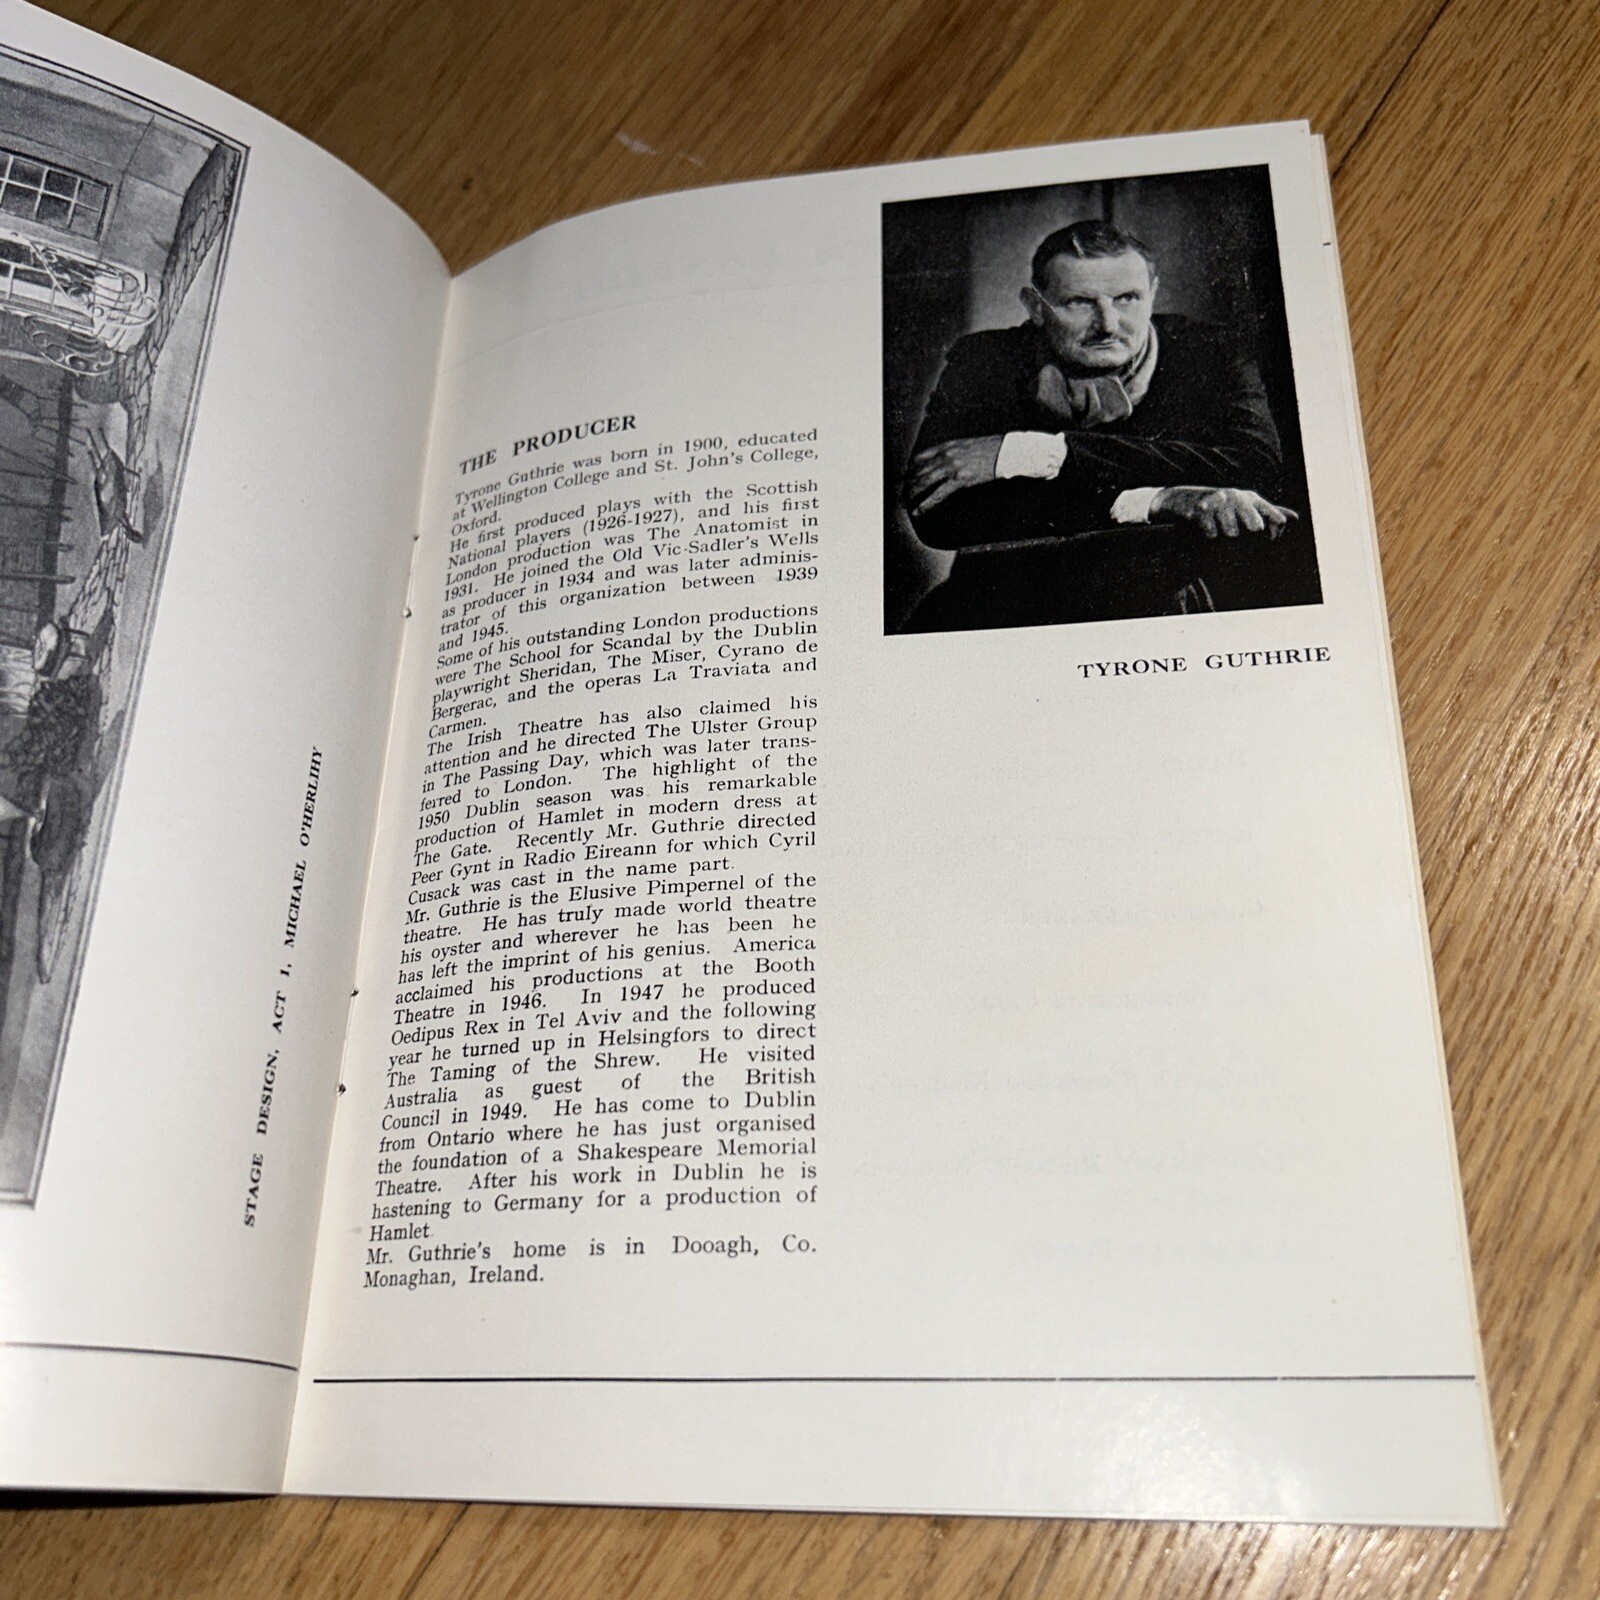 STAGE DESIGN, ACT 1, MICHAEL O'HERLIHY
THE PRODUCER
Tyrone Guthrie was born in 1900, educated
at Wellington College and St. John's College,
Oxford.
He first produced plays with the Scottish
National players (1926-1927), and his first
London production was The Anatomist in
1931. He joined the Old Vic-Sadler's Wells
as producer in 1934 and was later adminis-
trator of this organization between 1939
and 1945.
Some of his outstanding London productions
were The School for Scandal by the Dublin
playwright Sheridan, The Miser, Cyrano de
Bergerac, and the operas La Traviata and
Carmen.
The Irish Theatre has also claimed his
attention and he directed The Ulster Group
in The Passing Day, which was later trans-
ferred to London. The highlight of the
1950 Dublin season was his remarkable
production of Hamlet in modern dress at
The Gate. Recently Mr. Guthrie directed
Peer Gynt in Radio Eireann for which Cyril
Cusack was cast in the name part.
Mr. Guthrie is the Elusive Pimpernel of the
theatre. He has truly made world theatre
his oyster and wherever he has been he
has left the imprint of his genius. America
acclaimed his productions at the Booth
Theatre in 1946. In 1947 he produced
Oedipus Rex in Tel Aviv and the following
year he turned up in Helsingfors to direct
The Taming of the Shrew. He visited
Australia as guest of the British
Council in 1949. He has come to Dublin
from Ontario where he has just organised
the foundation of a Shakespeare Memorial
Theatre. After his work in Dublin he is
hastening to Germany for a production of
Hamlet.
Mr. Guthrie's home is in Dooagh, Co.
Monaghan, Ireland.
TYRONE GUTHRIE